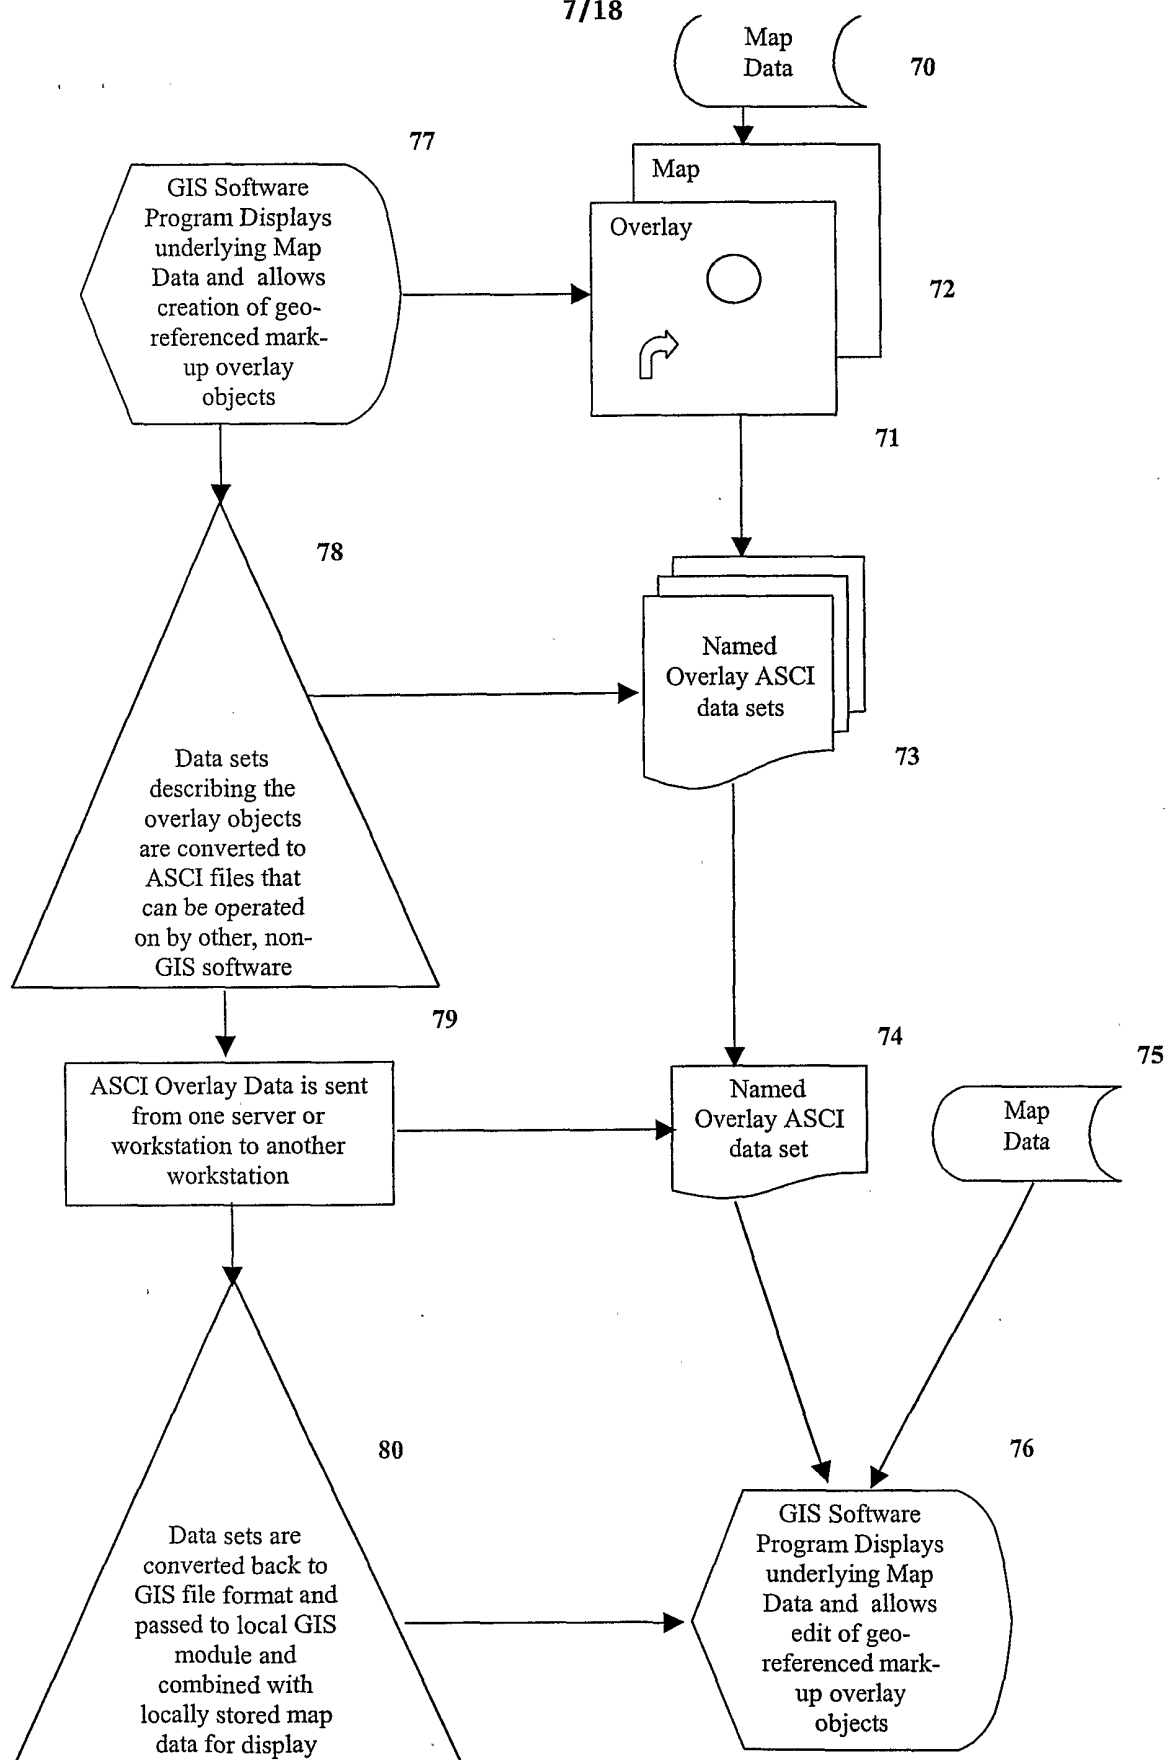 7/18
Map
Data
70
77
GIS Software
Program Displays
underlying Map
Data and allows
creation of geo-
referenced mark-
up overlay
objects
Map
Overlay
72
71
78
Named
Overlay ASCI
data sets
73
Data sets
describing the
overlay objects
are converted to
ASCI files that
can be operated
on by other, non-
GIS software
79
74
75
ASCI Overlay Data is sent
from one server or
workstation to another
workstation
Named
Overlay ASCI
data set
Map
Data
80
76
Data sets are
converted back to
GIS file format and
passed to local GIS
module and
combined with
locally stored map
data for display
GIS Software
Program Displays
underlying Map
Data and allows
edit of geo-
referenced mark-
up overlay
objects